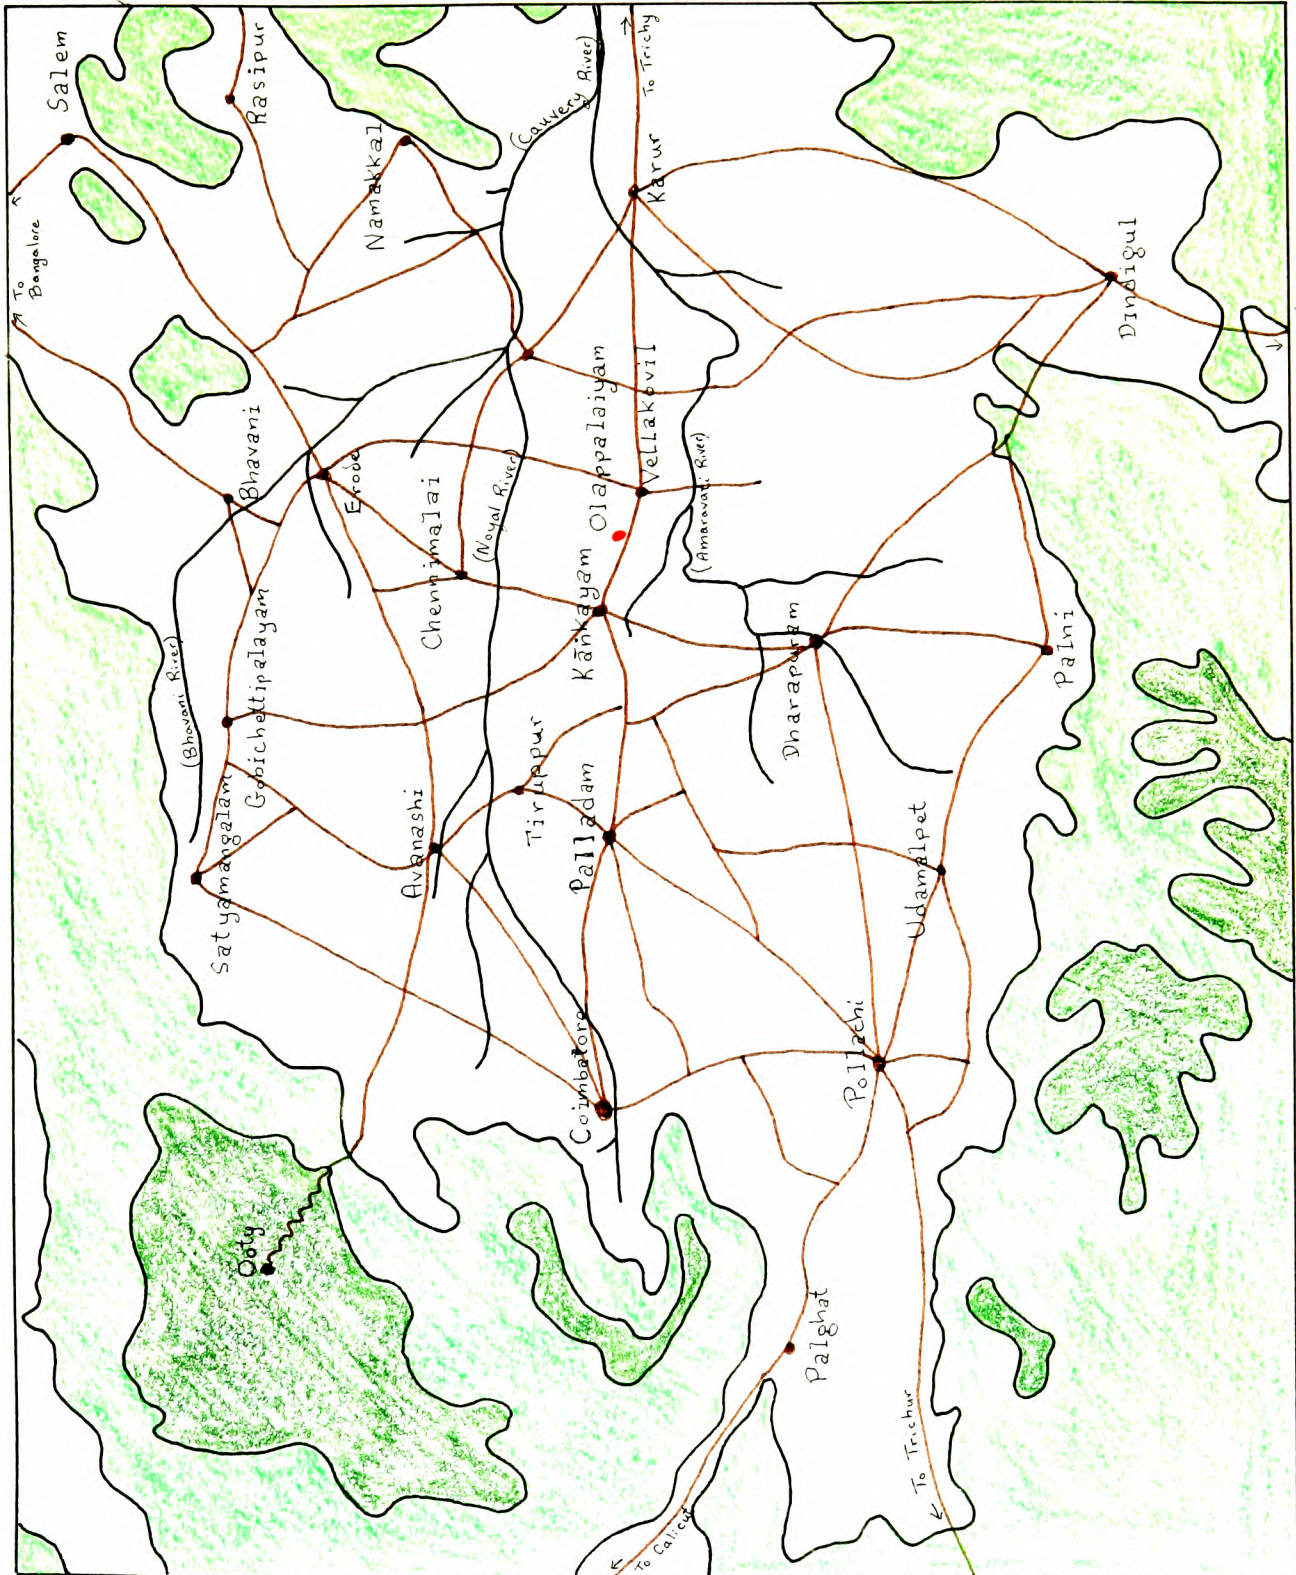 Salem
Rasipur
To
Bangalore
Namakkal
(Cauvery River)
To Trichy
Karur
Dindigul
Bhavani
Erode
Chennimalai
(Noyal River)
Olappalaiyam
Vellakovil
(Amaravati River)
Kāṅkayam
Dharapuram
Palni
(Bhavani River)
Gobichettipalayam
Satyamangalam
Avanashi
Tiruppur
Palladam
Udamalpet
Coimbatore
Pollachi
Ooty
Palghat
To Calicut
To Trichur